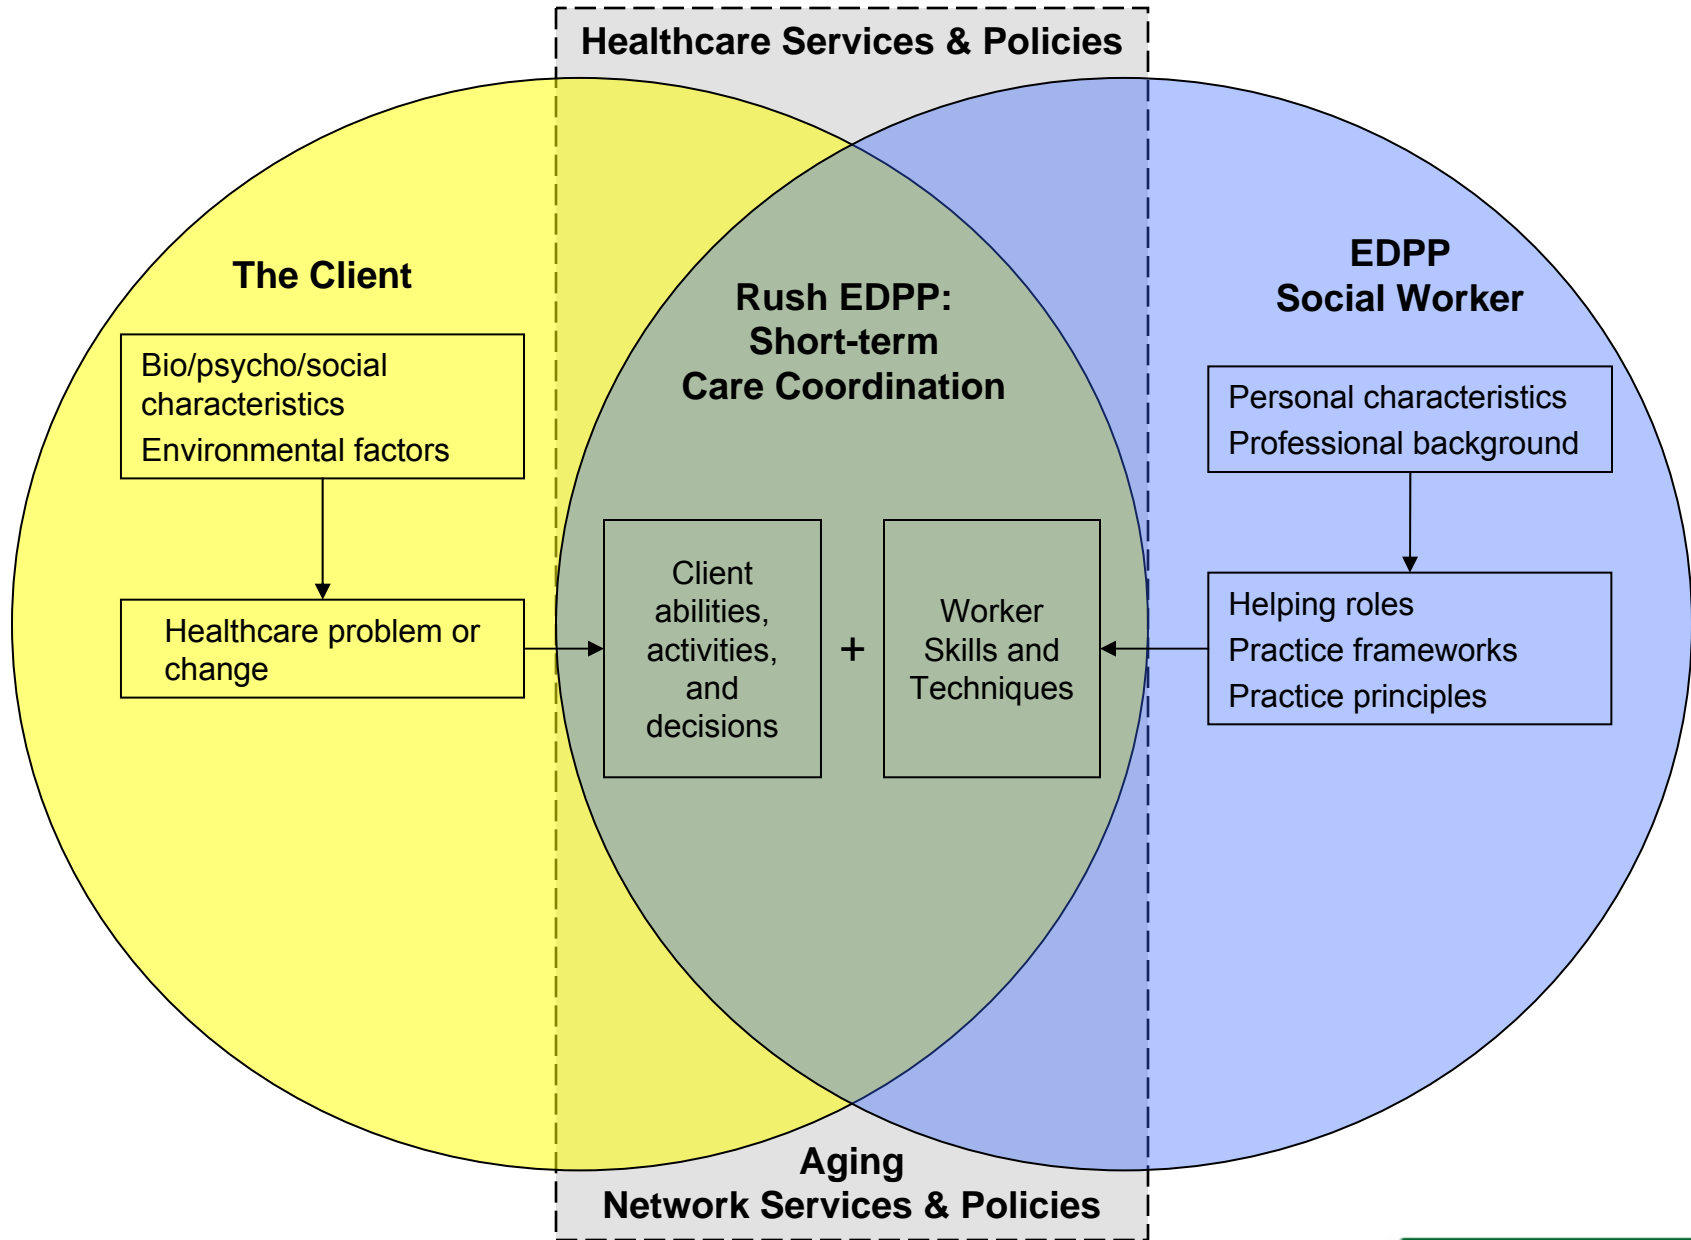 Healthcare Services & Policies
The Client
Bio/psycho/social
characteristics
Environmental factors
Healthcare problem or
change
Rush EDPP:
Short-term
Care Coordination
Client
abilities,
activities,
and
decisions
+
Worker
Skills and
Techniques
EDPP
Social Worker
Personal characteristics
Professional background
Helping roles
Practice frameworks
Practice principles
Aging
Network Services & Policies